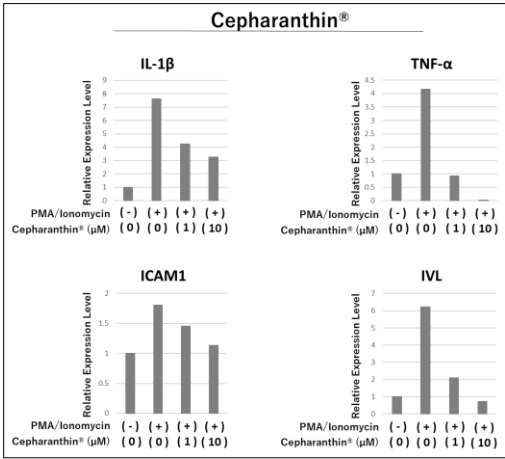 Cepharanthin®
IL-1β
Relative Expression Level
9
8
7
6
5
4
3
2
1
0
PMA/Ionomycin (-) (+) (+) (+)
Cepharanthin® (μM) (0) (0) (1) (10)
TNF-α
Relative Expression Level
4.5
4
3.5
3
2.5
2
1.5
1
0.5
0
PMA/Ionomycin (-) (+) (+) (+)
Cepharanthin® (μM) (0) (0) (1) (10)
ICAM1
Relative Expression Level
2
1.5
1
0.5
0
PMA/Ionomycin (-) (+) (+) (+)
Cepharanthin® (μM) (0) (0) (1) (10)
IVL
Relative Expression Level
7
6
5
4
3
2
1
0
PMA/Ionomycin (-) (+) (+) (+)
Cepharanthin® (μM) (0) (0) (1) (10)